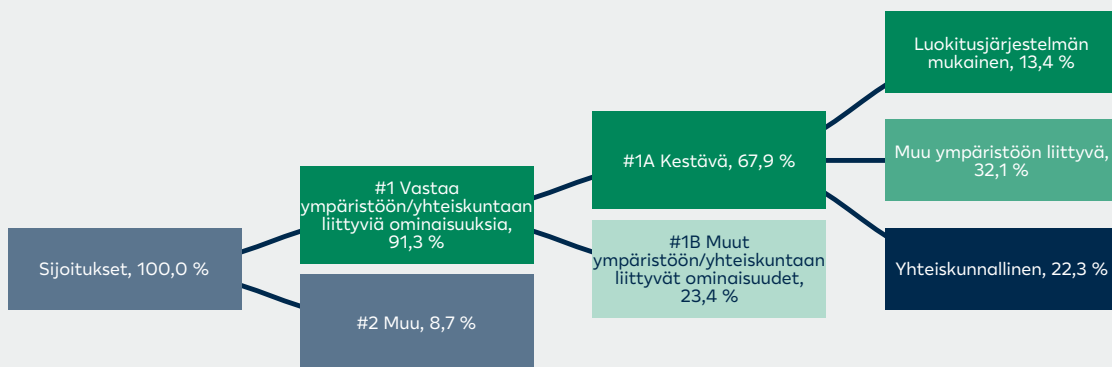 Sijoitukset, 100,0 %
#1 Vastaa
ympäristöön/yhteiskuntaan
liittyviä ominaisuuksia,
91,3 %
#2 Muu, 8,7 %
#1A Kestävä, 67,9 %
#1B Muut
ympäristöön/yhteiskuntaan
liittyvät ominaisuudet,
23,4 %
Luokitusjärjestelmän
mukainen, 13,4 %
Muu ympäristöön liittyvä,
32,1 %
Yhteiskunnallinen, 22,3 %